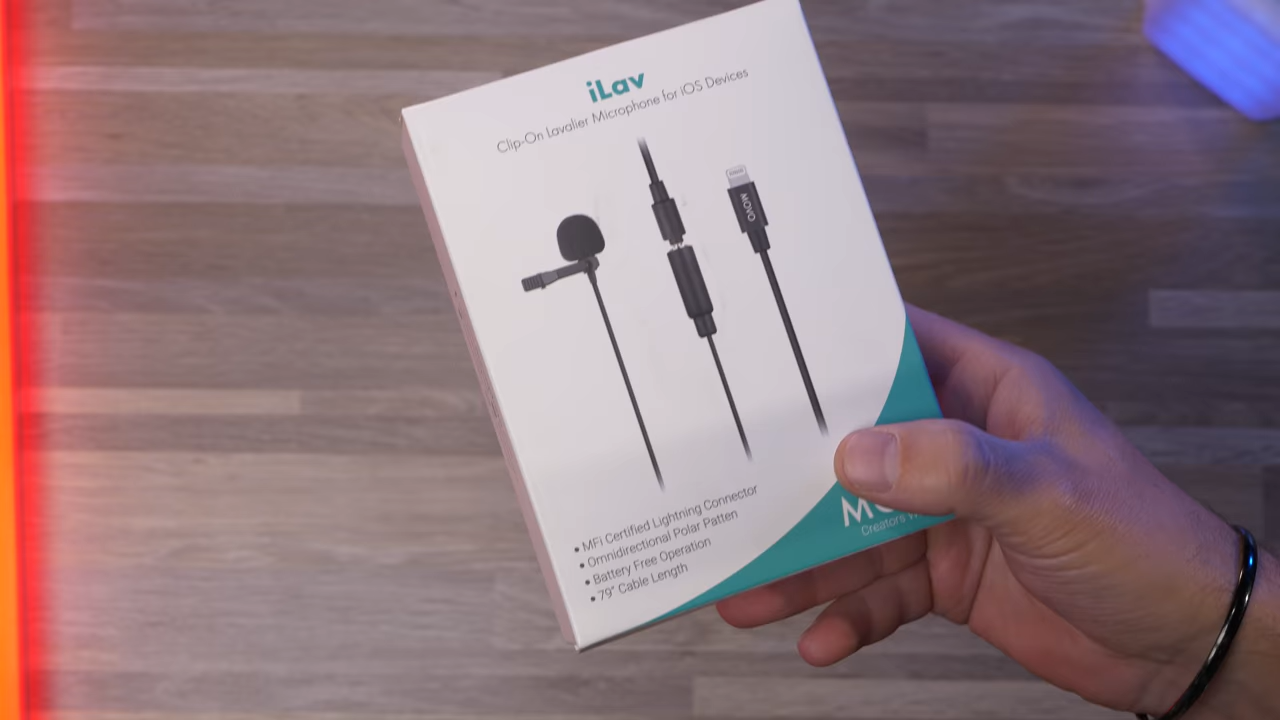 iLav
Clip-On Lavalier Microphone for iOS Devices
MOVO
• MFi Certified Lightning Connector
• Omnidirectional Polar Patten
• Battery Free Operation
• 79" Cable Length
Creators